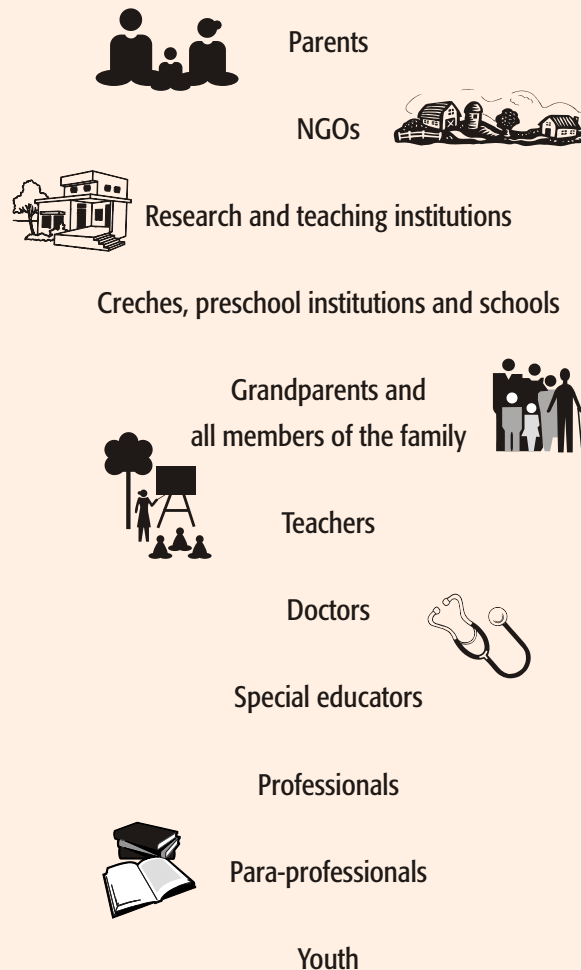 Parents
NGOs
Research and teaching institutions
Creches, preschool institutions and schools
Grandparents and
all members of the family
Teachers
Doctors
Special educators
Professionals
Para-professionals
Youth